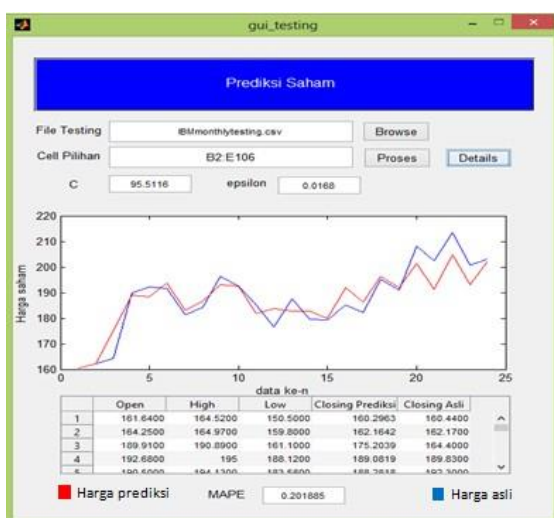 gui_testing
Prediksi Saham
File Testing IBMmonthlytesting.csv Browse
Cell Pilihan B2:E106 Proses Details
C 95.5116 epsilon 0.0168
220
210
200
190
180
170
160
Harga saham
0 5 10 15 20 25
data ke-n
Open High Low Closing Prediksi Closing Asli
1 161.6400 164.5200 150.5000 160.2963 160.4400
2 164.2500 164.9700 159.8000 162.1642 162.1700
3 189.9100 190.8900 161.1000 175.2039 164.4000
4 192.6800 195 188.1200 189.0819 189.8300
Harga prediksi MAPE 0.201885 Harga asli